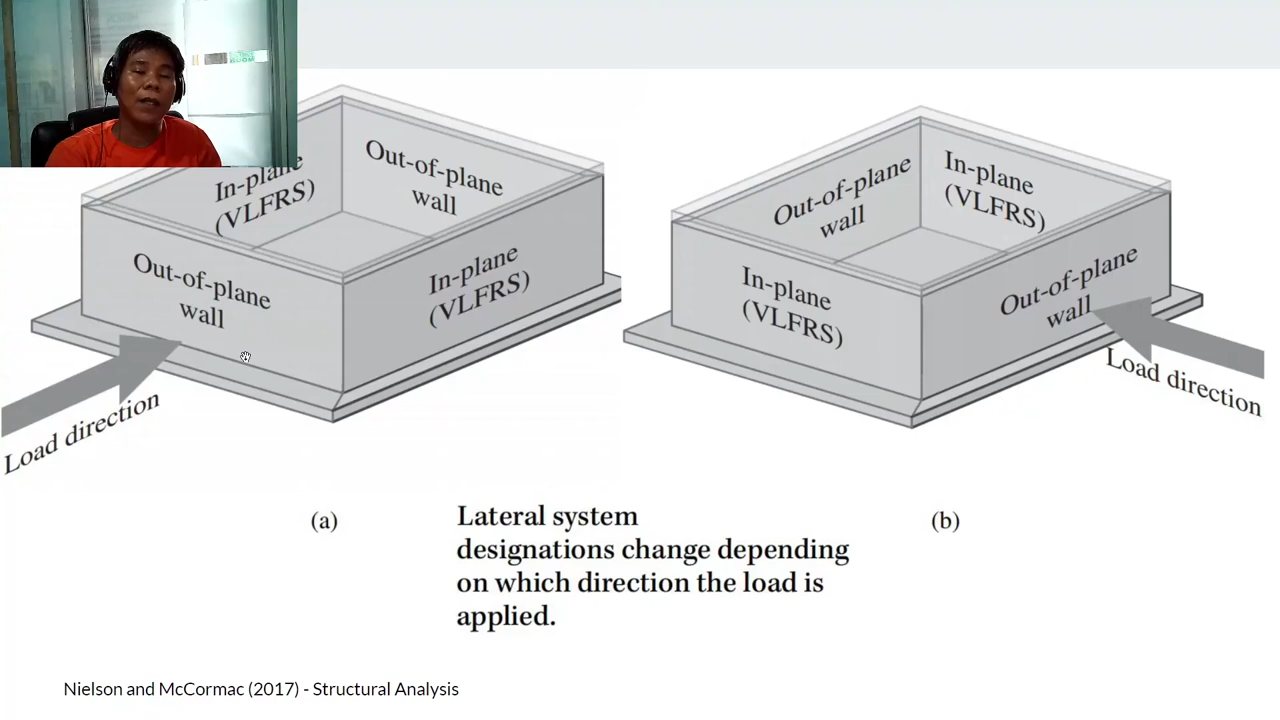 In-plane
(VLFRS)
Out-of-plane
wall
Out-of-plane
wall
In-plane
(VLFRS)
Load direction
(a)
Out-of-plane
wall
In-plane
(VLFRS)
In-plane
(VLFRS)
Out-of-plane
wall
Load direction
(b)
Lateral system
designations change depending
on which direction the load is
applied.
Nielson and McCormac (2017) - Structural Analysis